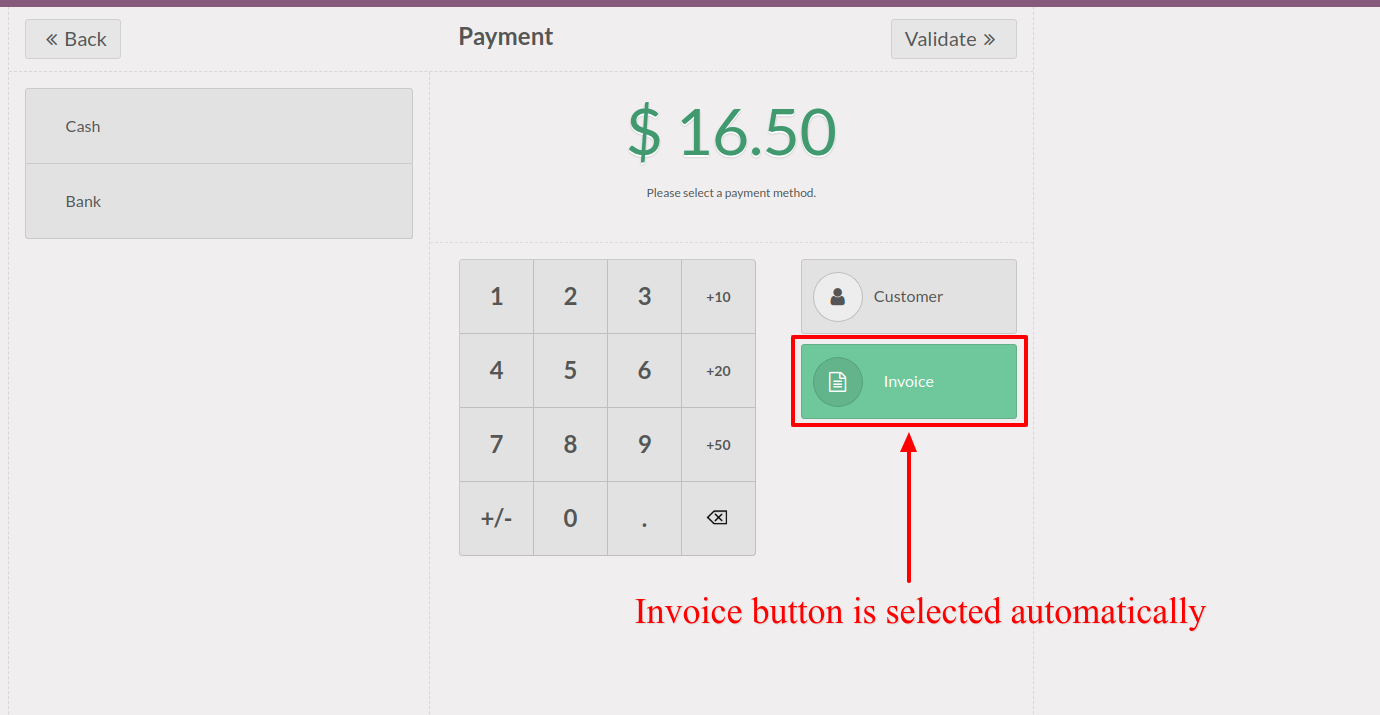 Back
Payment
Validate
Cash
Bank
$ 16.50
Please select a payment method.
1 2 3 +10
4 5 6 +20
7 8 9 +50
+/- 0 .
Customer
Invoice
Invoice button is selected automatically